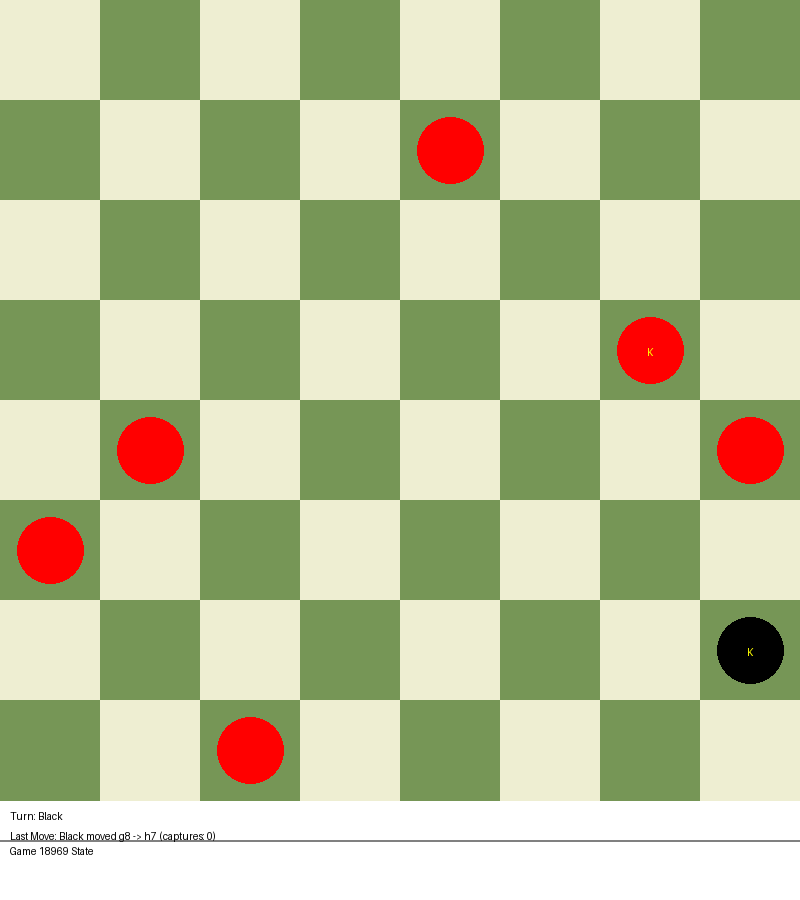 K
K
Turn: Black
Last Move: Black moved g8 -> h7 (captures: 0)
Game 18969 State